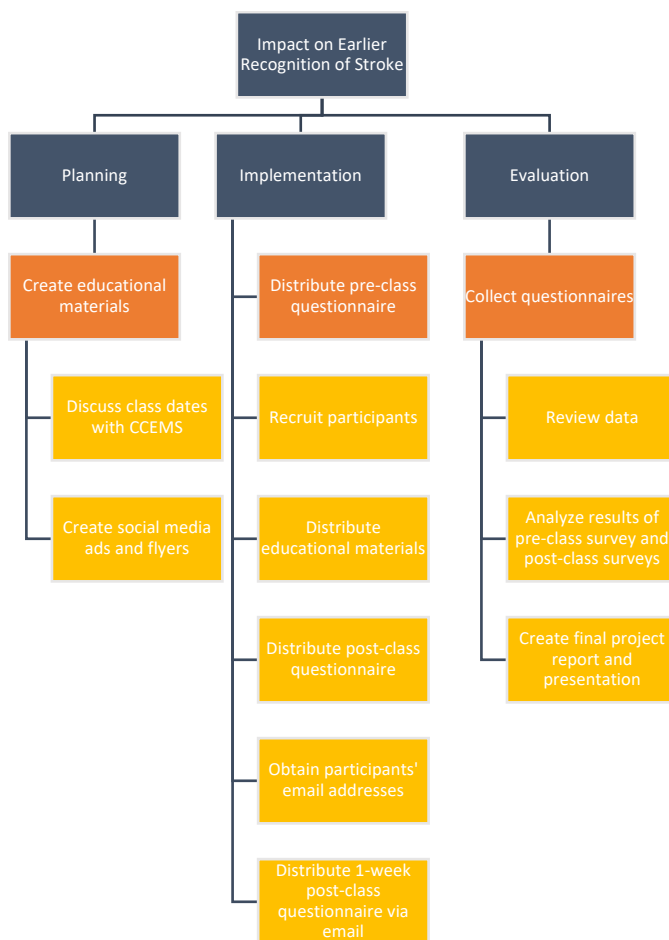 Impact on Earlier
Recognition of Stroke
Planning
Implementation
Evaluation
Create educational
materials
Discuss class dates
with CCEMS
Create social media
ads and flyers
Distribute pre-class
questionnaire
Recruit participants
Distribute
educational materials
Distribute post-class
questionnaire
Obtain participants'
email addresses
Distribute 1-week
post-class
questionnaire via
email
Collect questionnaires
Review data
Analyze results of
pre-class survey and
post-class surveys
Create final project
report and
presentation